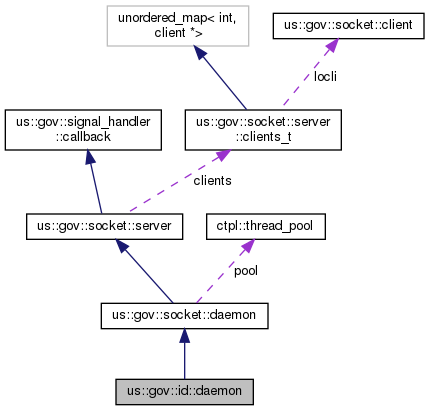 unordered_map< int,
client *>
us::gov::socket::client
locli
us::gov::signal_handler
::callback
us::gov::socket::server
::clients_t
clients
us::gov::socket::server
ctpl::thread_pool
pool
us::gov::socket::daemon
us::gov::id::daemon